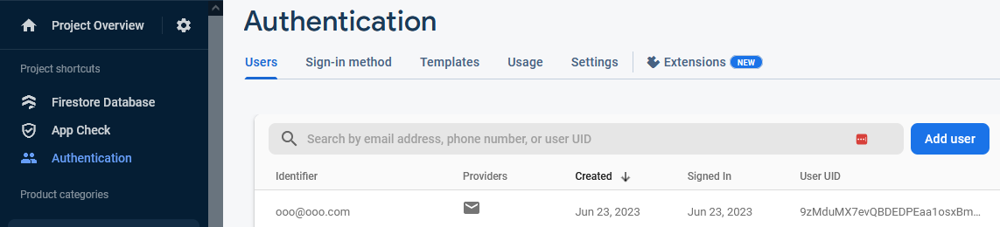 Project Overview
Project shortcuts
Firestore Database
App Check
Authentication
Product categories
Authentication
Users Sign-in method Templates Usage Settings Extensions NEW
Search by email address, phone number, or user UID
Add user
Identifier Providers Created Signed In User UID
ooo@ooo.com Jun 23, 2023 Jun 23, 2023 9zMduMX7evQBDEDPEaa1osxBm...